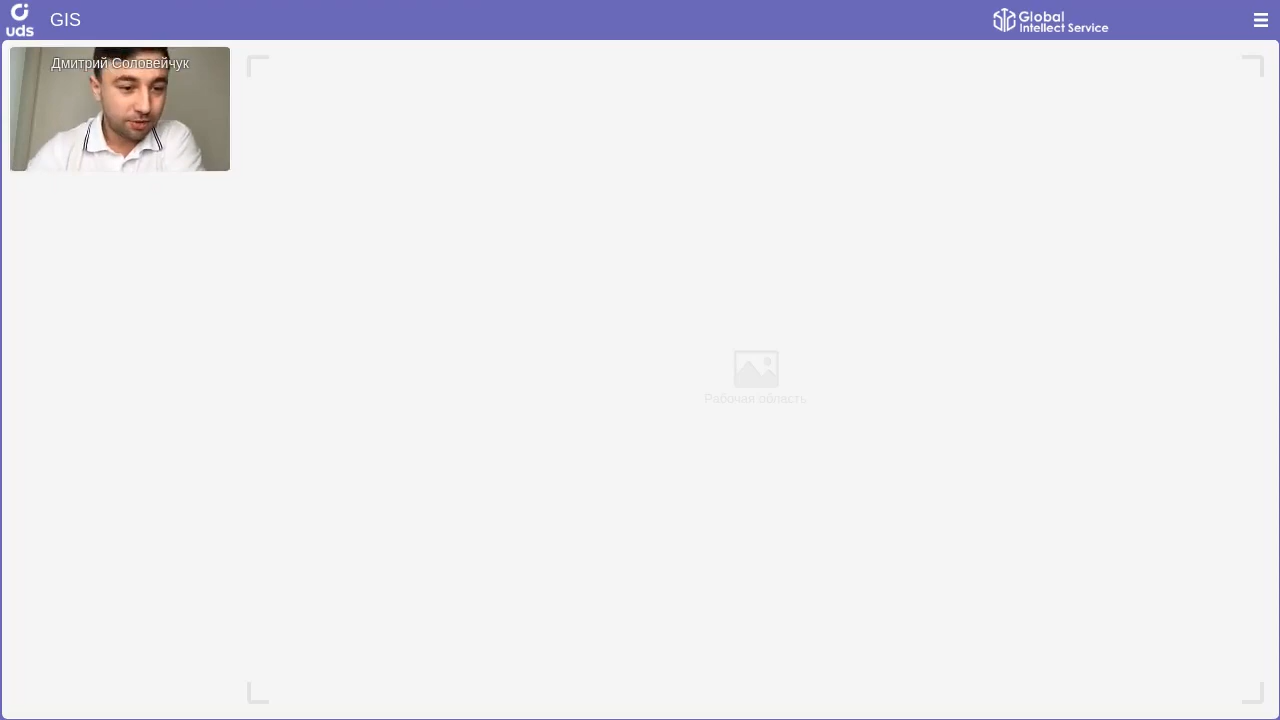 uds
GIS
Global
Intellect Service
Дмитрий Соловейчук
Рабочая область